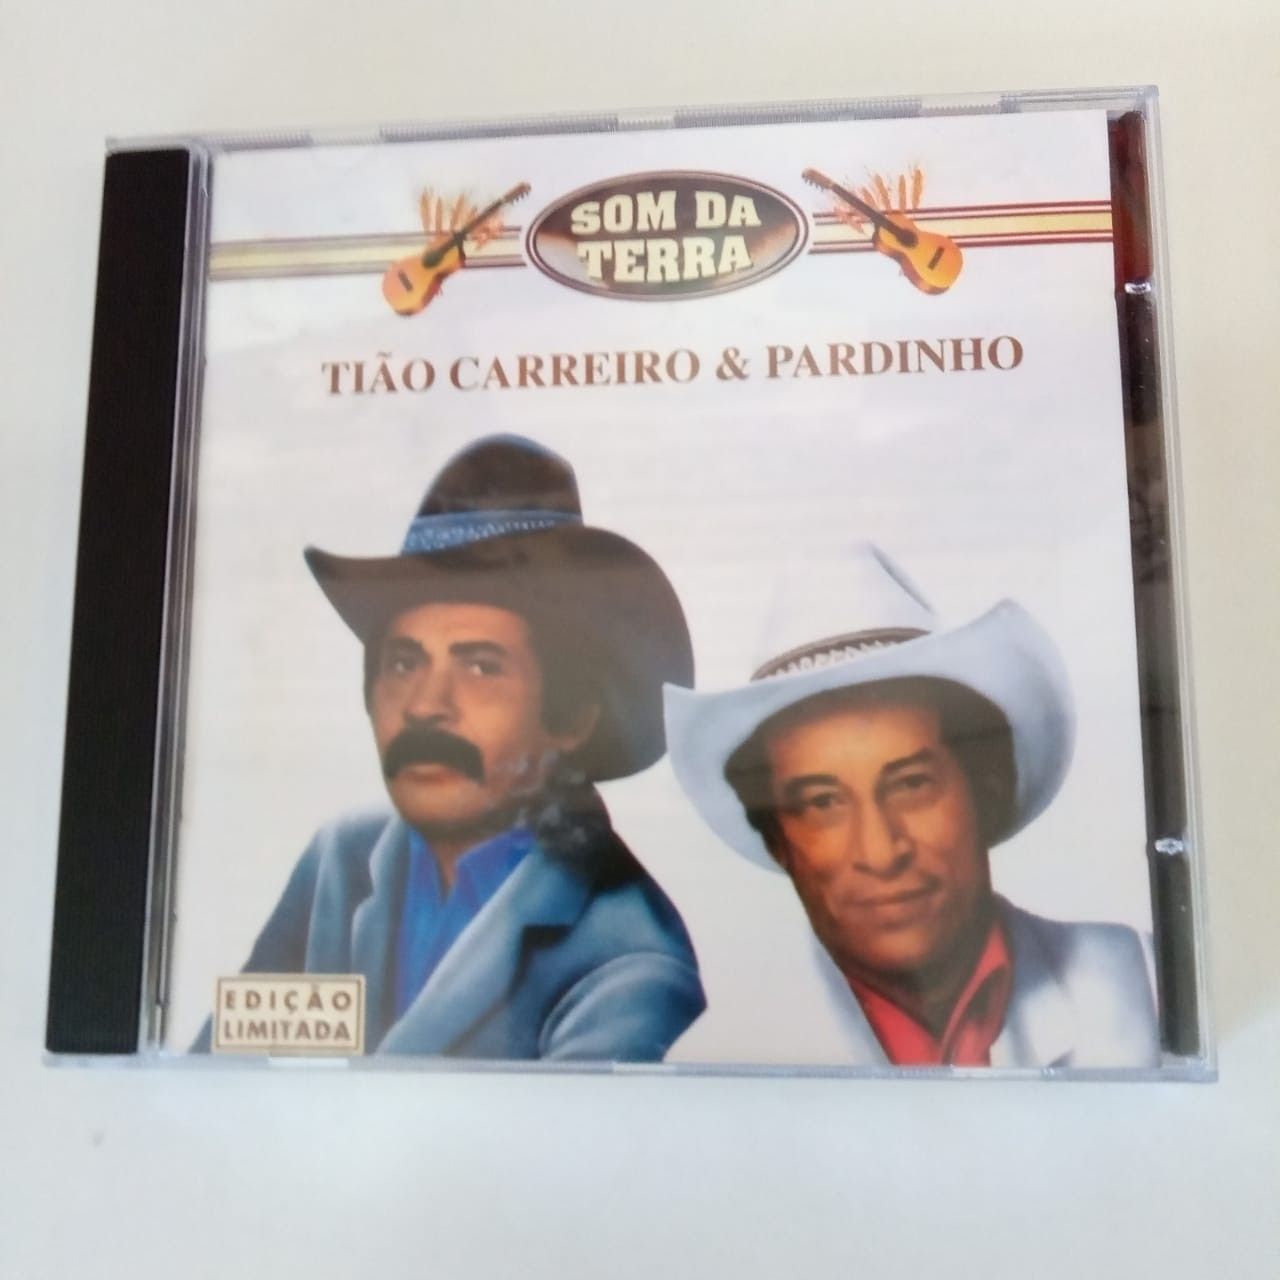 SOM DA
TERRA
TIÃO CARREIRO & PARDINHO
EDIÇÃO
LIMITADA